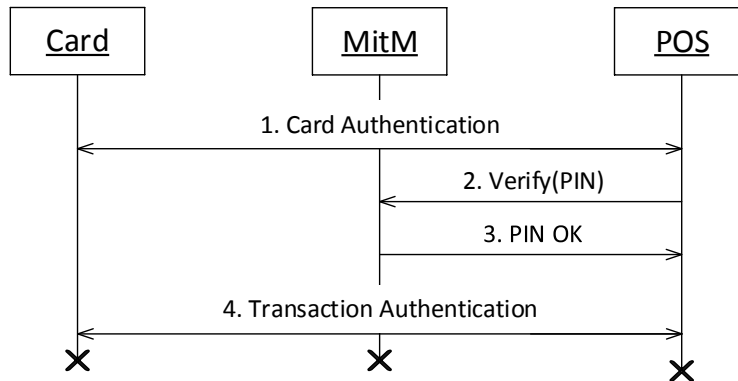 Card
MitM
POS
1. Card Authentication
2. Verify(PIN)
3. PIN OK
4. Transaction Authentication